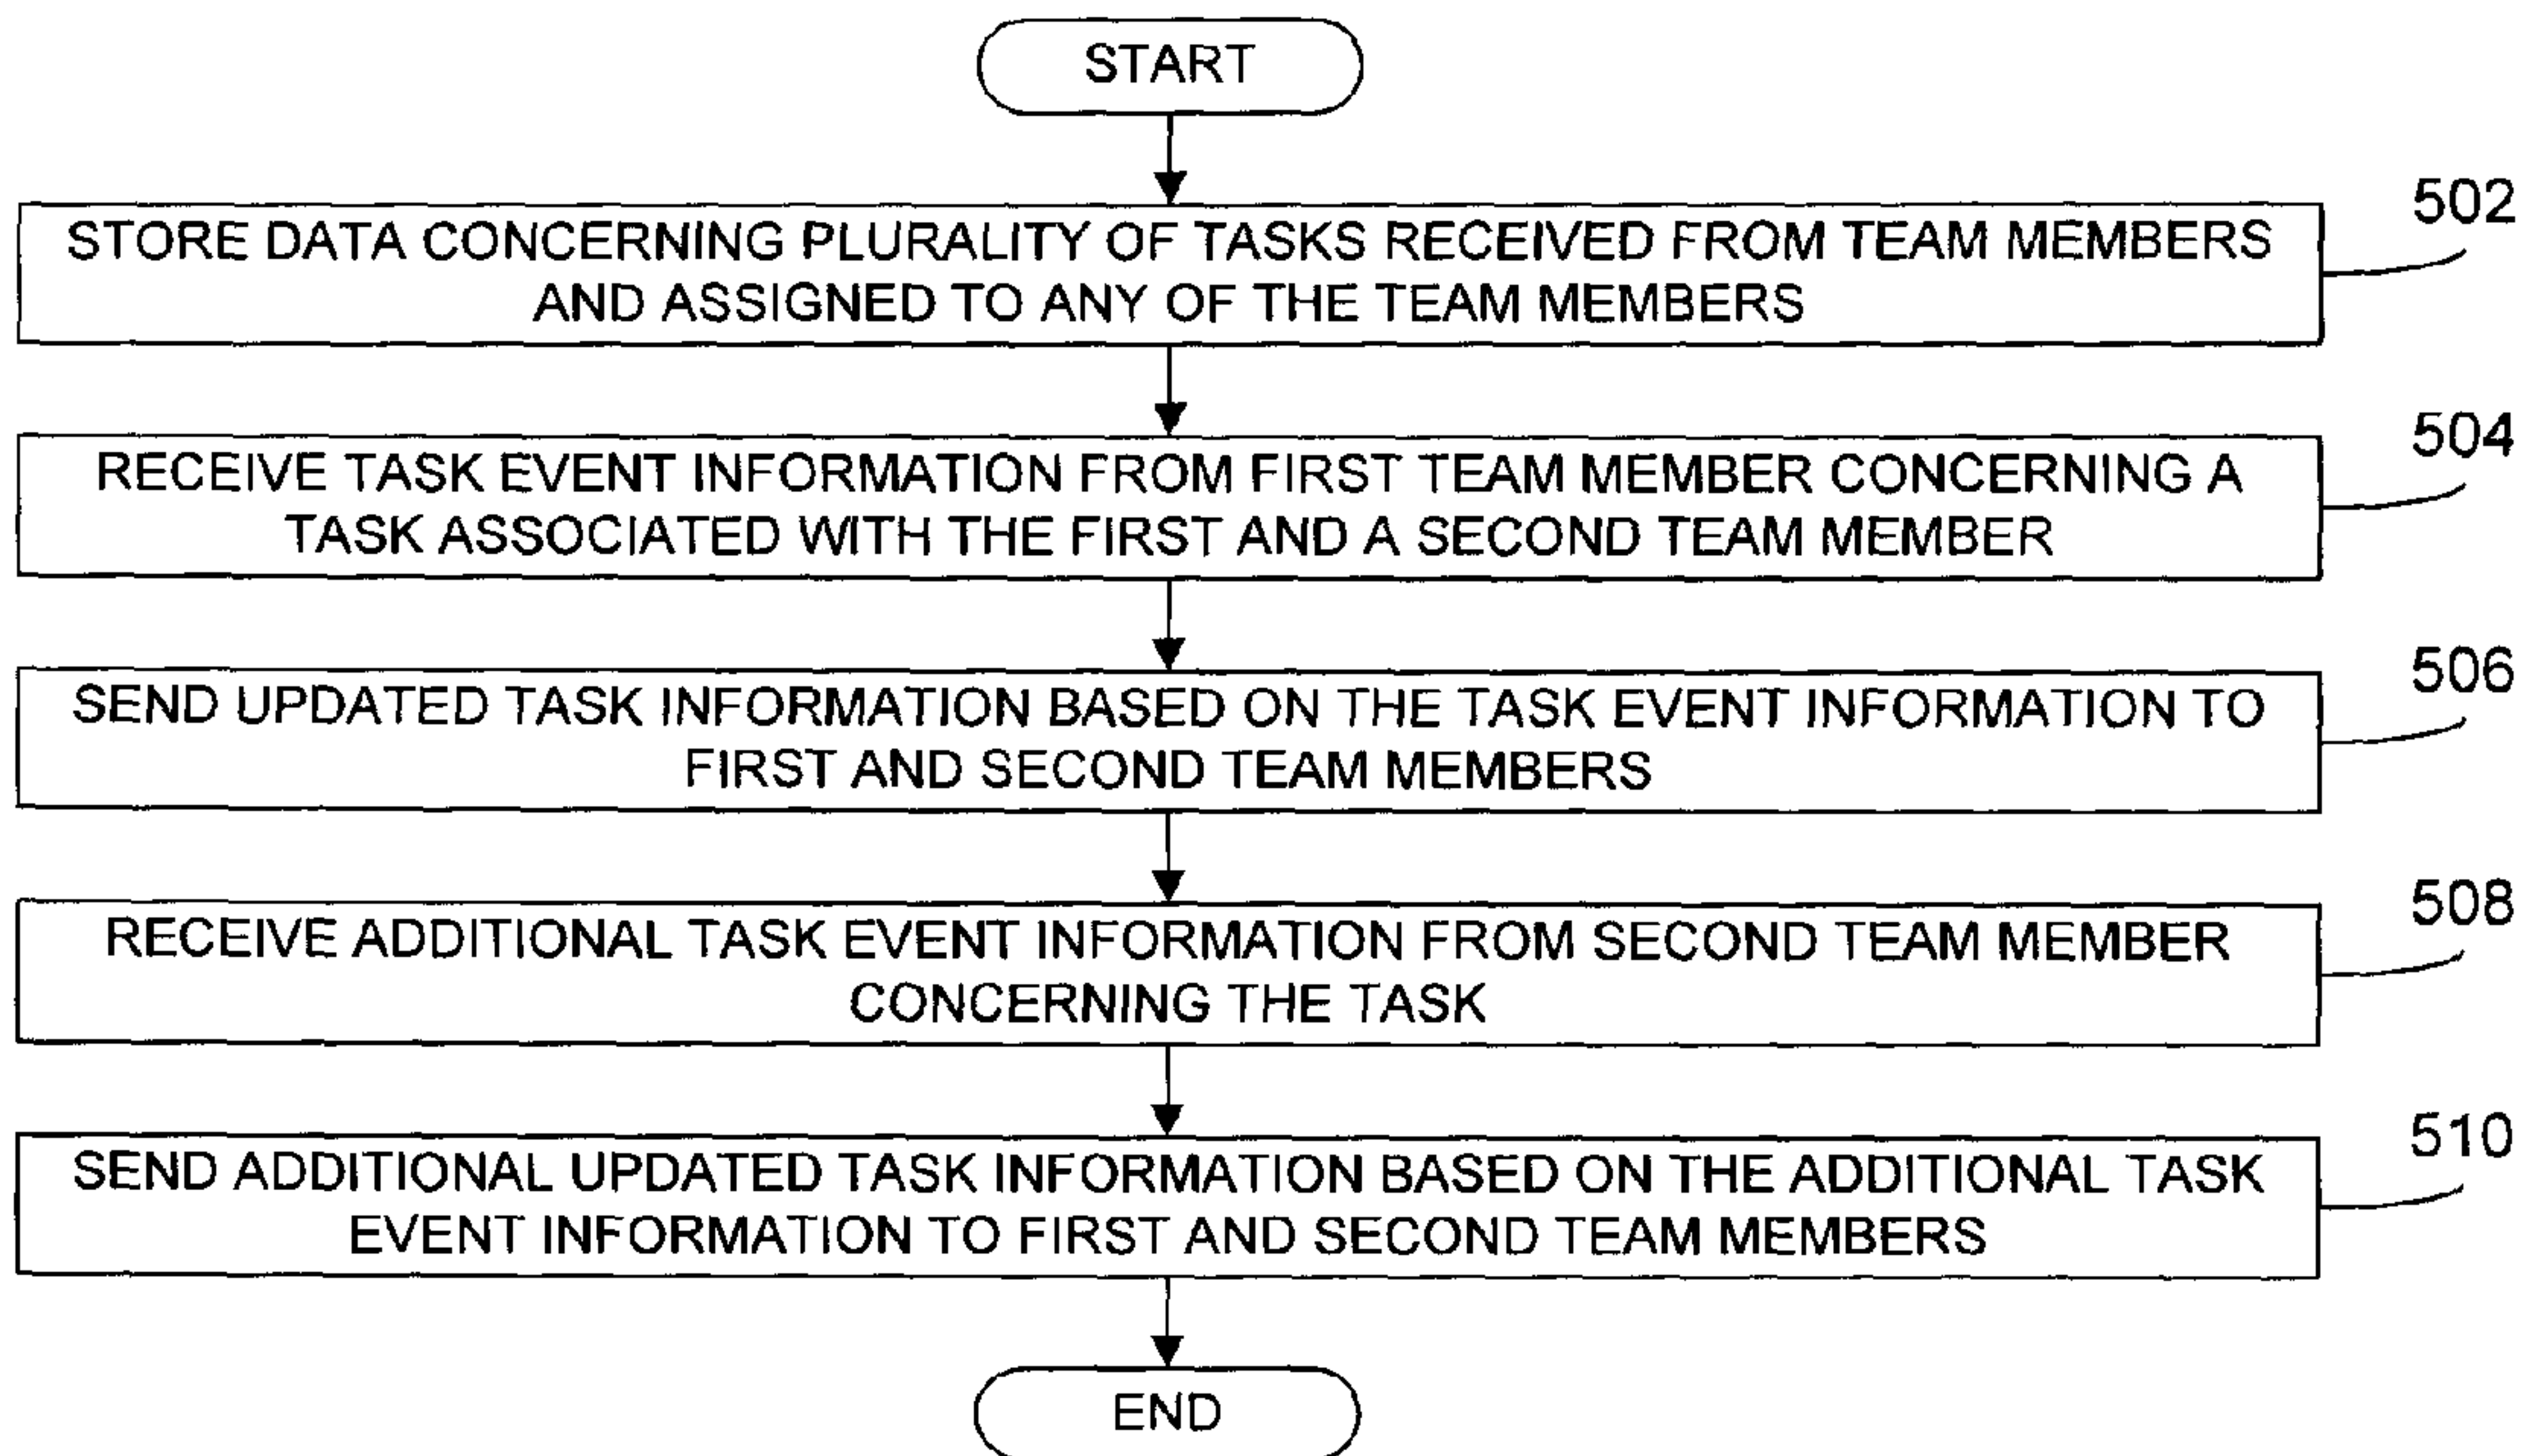 START
502
STORE DATA CONCERNING PLURALITY OF TASKS RECEIVED FROM TEAM MEMBERS
AND ASSIGNED TO ANY OF THE TEAM MEMBERS
504
RECEIVE TASK EVENT INFORMATION FROM FIRST TEAM MEMBER CONCERNING A
TASK ASSOCIATED WITH THE FIRST AND A SECOND TEAM MEMBER
506
SEND UPDATED TASK INFORMATION BASED ON THE TASK EVENT INFORMATION TO
FIRST AND SECOND TEAM MEMBERS
508
RECEIVE ADDITIONAL TASK EVENT INFORMATION FROM SECOND TEAM MEMBER
CONCERNING THE TASK
510
SEND ADDITIONAL UPDATED TASK INFORMATION BASED ON THE ADDITIONAL TASK
EVENT INFORMATION TO FIRST AND SECOND TEAM MEMBERS
END